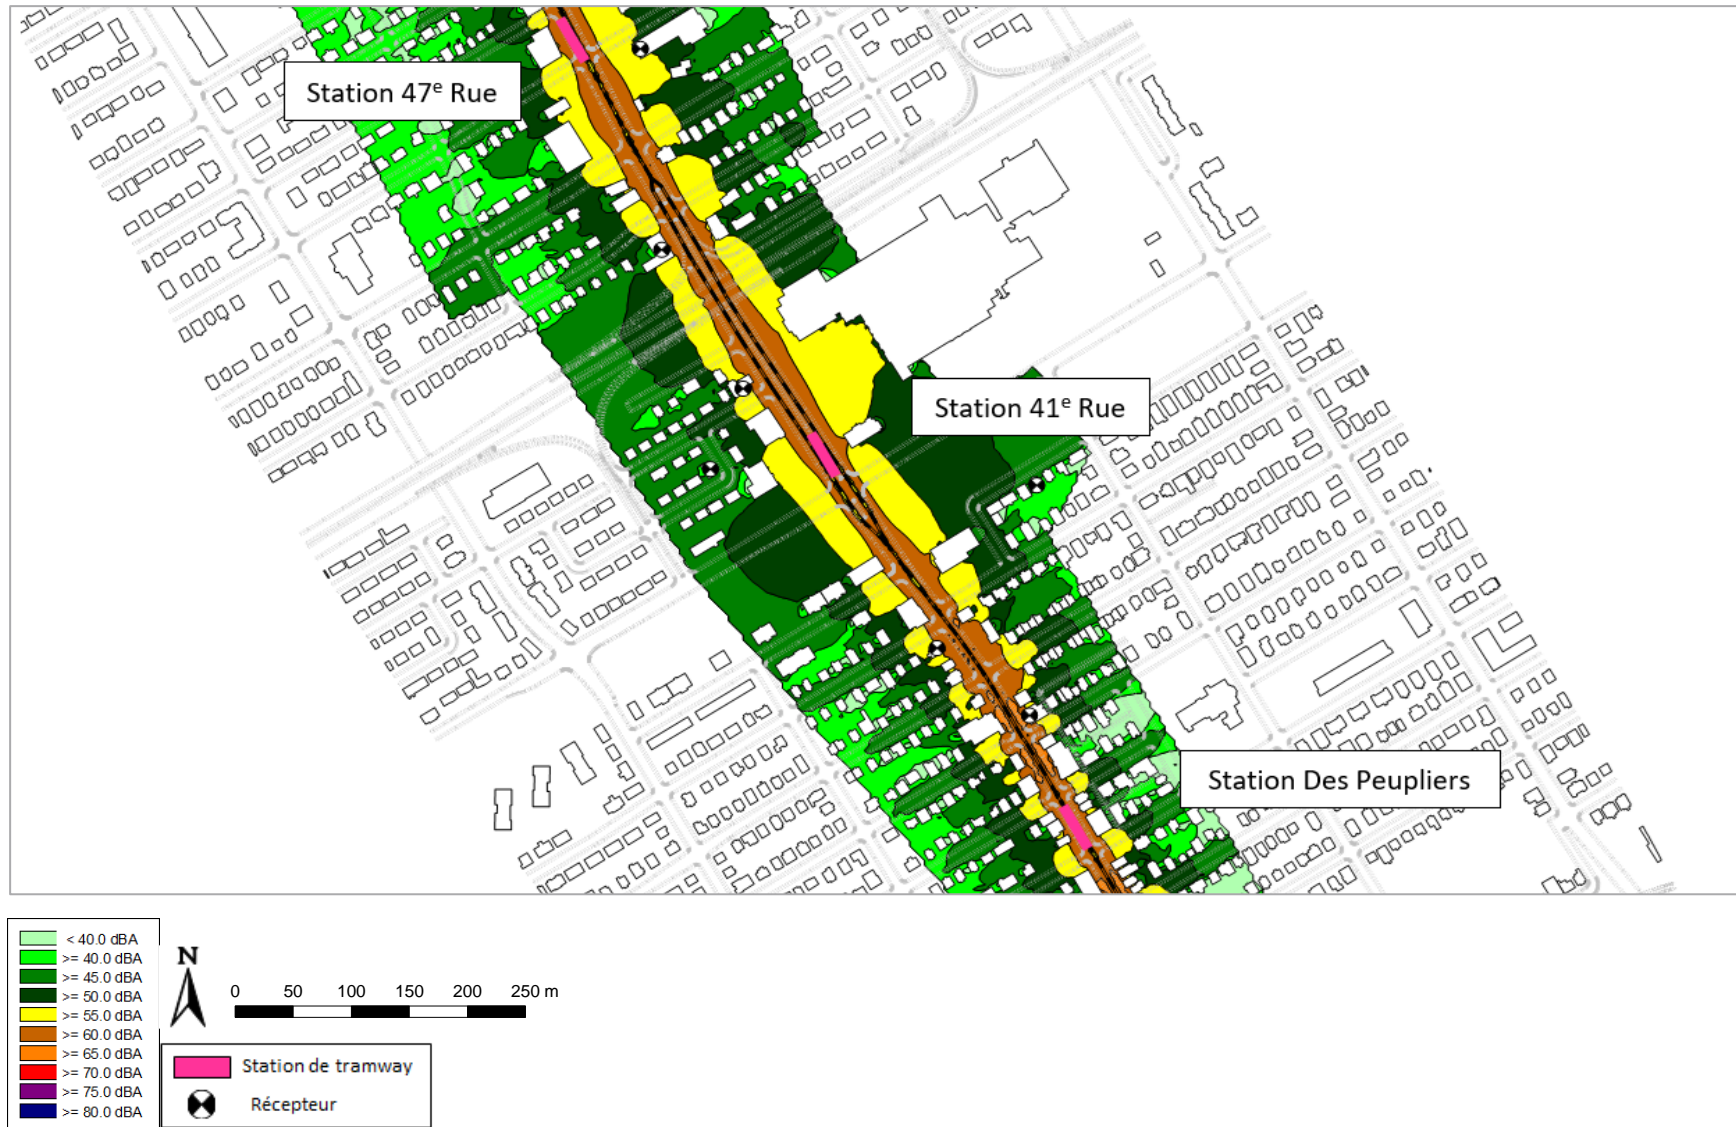 Station 47e Rue
Station 41e Rue
Station Des Peupliers
< 40.0 dBA
>= 40.0 dBA
>= 45.0 dBA
>= 50.0 dBA
>= 55.0 dBA
>= 60.0 dBA
>= 65.0 dBA
>= 70.0 dBA
>= 75.0 dBA
>= 80.0 dBA
N
0 50 100 150 200 250 m
Station de tramway
Récepteur